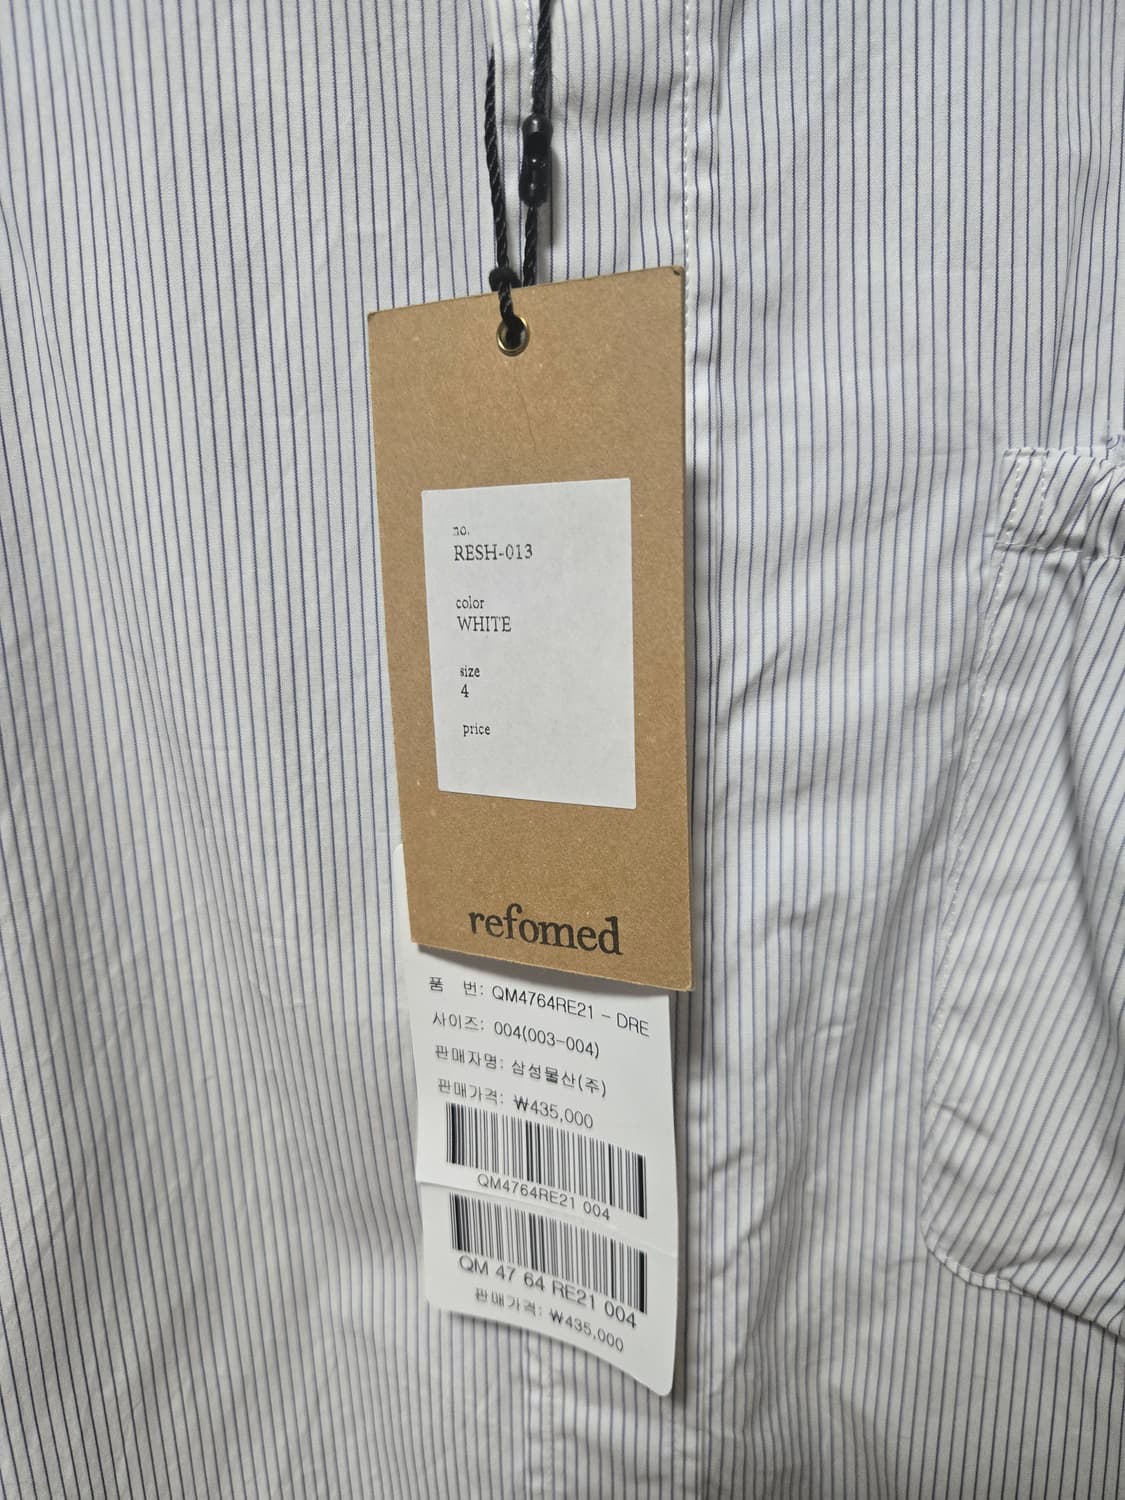 no.
RESH-013
color
WHITE
size
4
price
refomed
품 번: QM4764RE21 - DRE
사이즈: 004(003-004)
판매자명: 삼성물산(주)
판매가격: ₩435,000
QM4764RE21 004
QM 47 64 RE21 004
판매가격: ₩435,000